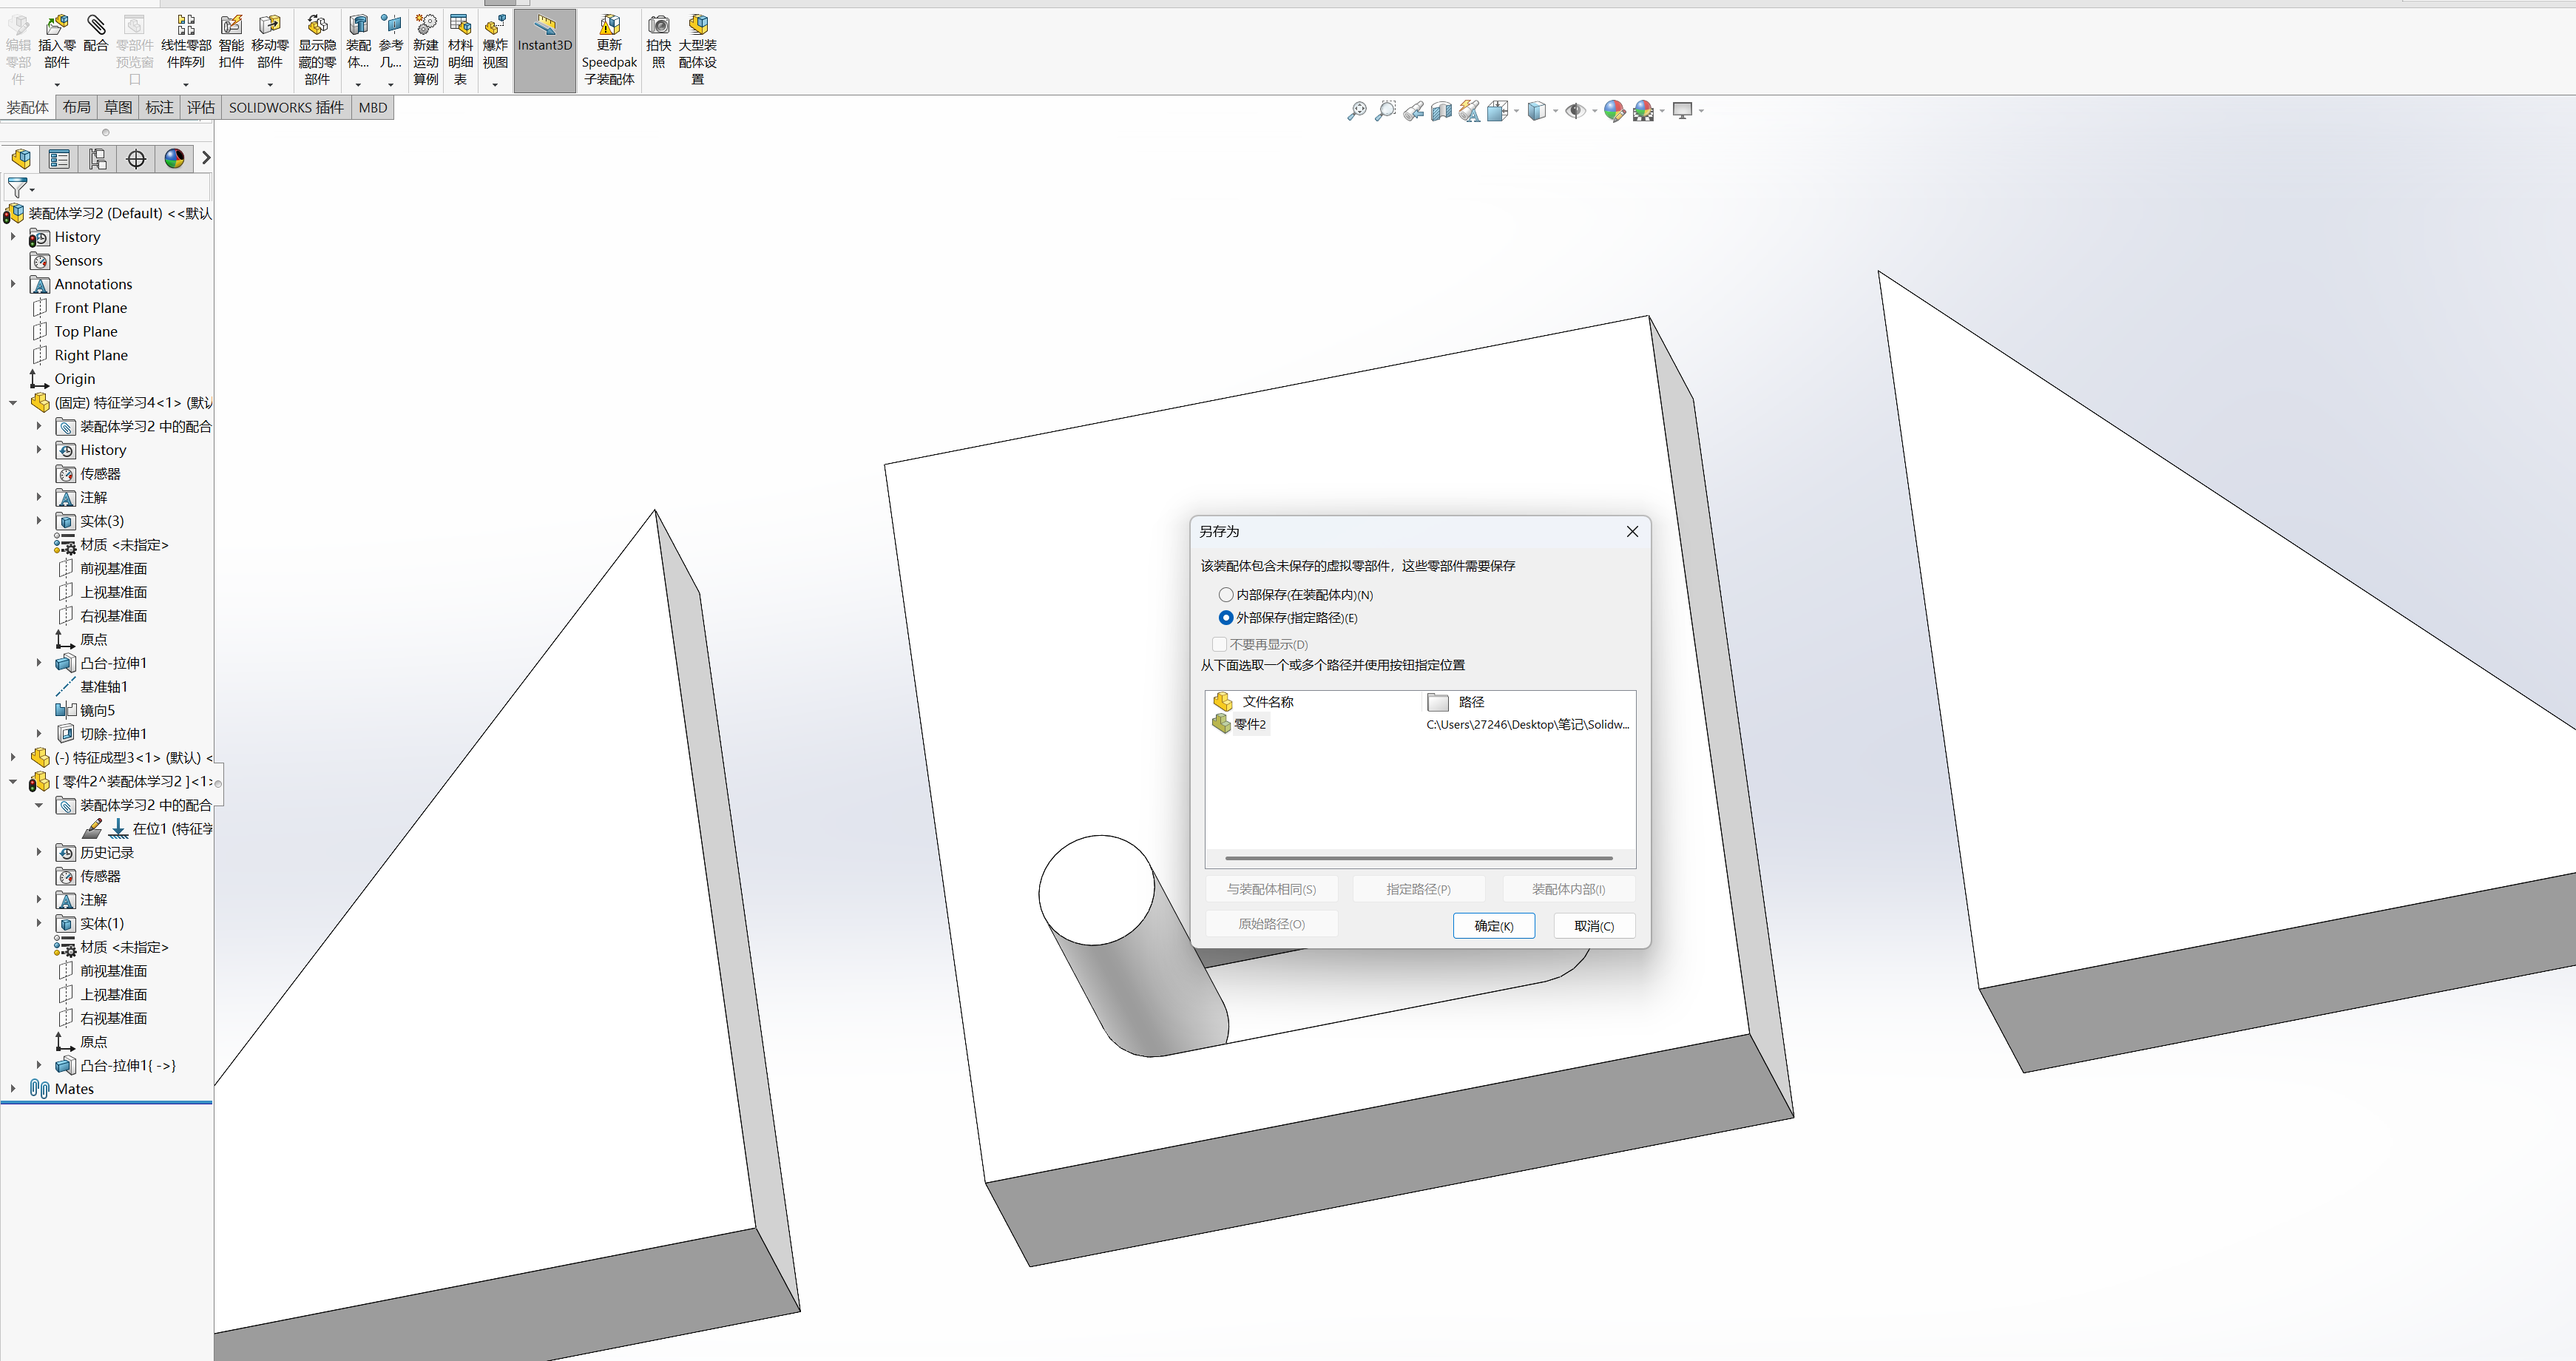 编辑零部件
插入零部件
配合
零部件预览窗口
线性零部件阵列
智能扣件
移动零部件
显示隐藏的零部件
装配体...
参考几...
新建运动算例
材料明细表
爆炸视图
Instant3D
更新Speedpak子装配体
拍快照
大型装配体设置
装配体 布局 草图 标注 评估 SOLIDWORKS 插件 MBD
装配体学习2 (Default) <<默认
History
Sensors
Annotations
Front Plane
Top Plane
Right Plane
Origin
(固定) 特征学习4<1> (默认
装配体学习2 中的配合
History
传感器
注解
实体(3)
材质 <未指定>
前视基准面
上视基准面
右视基准面
原点
凸台-拉伸1
基准轴1
镜向5
切除-拉伸1
(-) 特征成型3<1> (默认) <
[ 零件2^装配体学习2 ]<1>
装配体学习2 中的配合
在位1 (特征学
历史记录
传感器
注解
实体(1)
材质 <未指定>
前视基准面
上视基准面
右视基准面
原点
凸台-拉伸1{ ->}
Mates
另存为
该装配体包含未保存的虚拟零部件，这些零部件需要保存
内部保存(在装配体内)(N)
外部保存(指定路径)(E)
不要再显示(D)
从下面选取一个或多个路径并使用按钮指定位置
文件名称 路径
零件2 C:\Users\27246\Desktop\笔记\Solidw...
与装配体相同(S) 指定路径(P) 装配体内部(I)
原始路径(O) 确定(K) 取消(C)